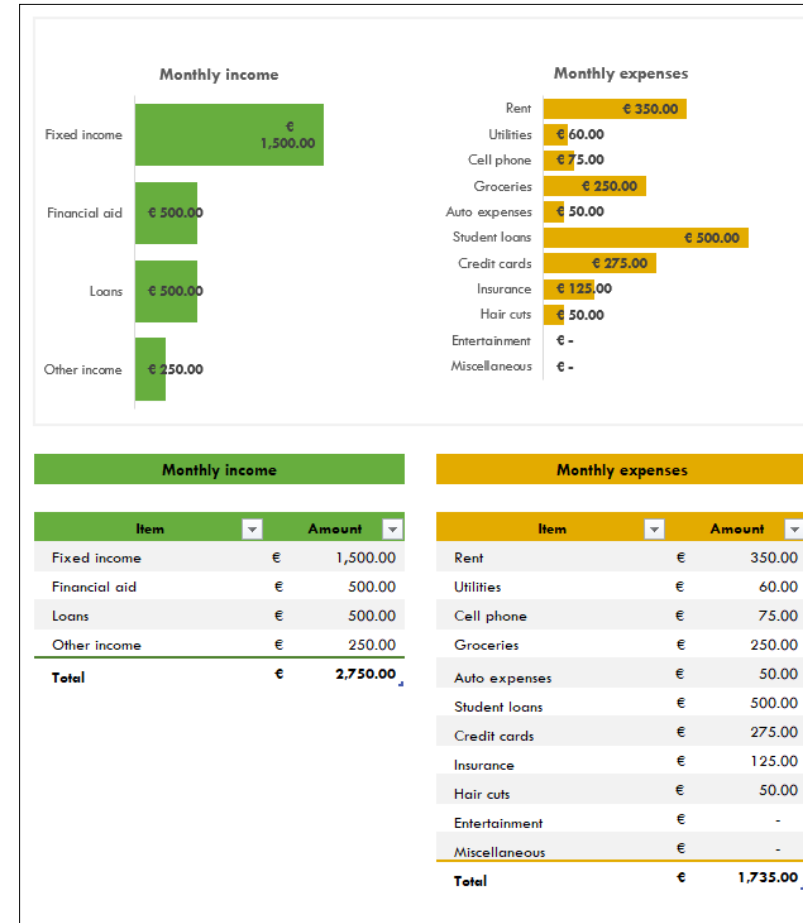 Monthly income
Fixed income
€
1,500.00
Financial aid
€ 500.00
Loans
€ 500.00
Other income
€ 250.00
Monthly expenses
Rent
€ 350.00
Utilities
€ 60.00
Cell phone
€ 75.00
Groceries
€ 250.00
Auto expenses
€ 50.00
Student loans
€ 500.00
Credit cards
€ 275.00
Insurance
€ 125.00
Hair cuts
€ 50.00
Entertainment
€ -
Miscellaneous
€ -
Monthly income
Item Amount
Fixed income € 1,500.00
Financial aid € 500.00
Loans € 500.00
Other income € 250.00
Total € 2,750.00
Monthly expenses
Item Amount
Rent € 350.00
Utilities € 60.00
Cell phone € 75.00
Groceries € 250.00
Auto expenses € 50.00
Student loans € 500.00
Credit cards € 275.00
Insurance € 125.00
Hair cuts € 50.00
Entertainment € -
Miscellaneous € -
Total € 1,735.00